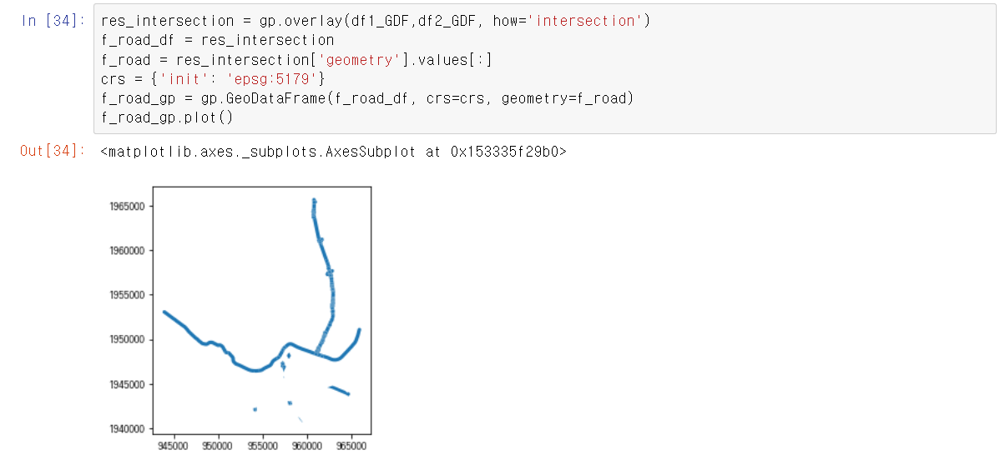 In [34]:
res_intersection = gp.overlay(df1_GDF,df2_GDF, how='intersection')
f_road_df = res_intersection
f_road = res_intersection['geometry'].values[:]
crs = {'init': 'epsg:5179'}
f_road_gp = gp.GeoDataFrame(f_road_df, crs=crs, geometry=f_road)
f_road_gp.plot()
Out[34]:
<matplotlib.axes._subplots.AxesSubplot at 0x153335f29b0>
1965000
1960000
1955000
1950000
1945000
1940000
945000 950000 955000 960000 965000